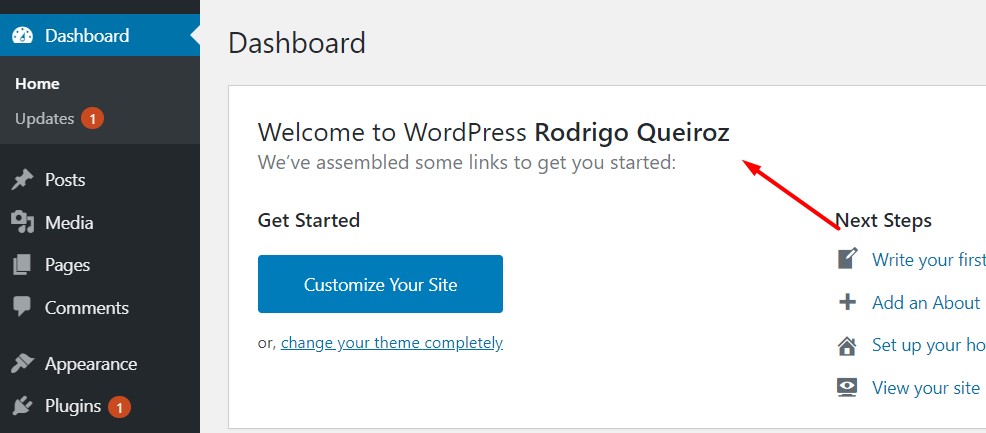 Dashboard
Home
Updates 1
Posts
Media
Pages
Comments
Appearance
Plugins 1
Dashboard
Welcome to WordPress Rodrigo Queiroz
We've assembled some links to get you started:
Get Started
Customize Your Site
or, change your theme completely
Next Steps
Write your first
Add an About
Set up your ho
View your site